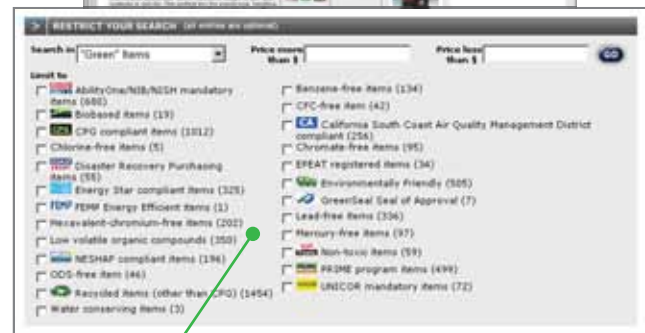 > RESTRICT YOUR SEARCH (all entries are optional)
Search in "Green" Items
Price more than $
Price less than $
GO
Limit to
AbilityOne/NIB/NISH mandatory
items (680)
Biobased items (19)
CPG compliant items (1012)
Chlorine-free items (5)
Disaster Recovery Purchasing
items (55)
Energy Star compliant items (325)
FEMP Energy Efficient items (1)
Hexavalent-chromium-free items (202)
Low volatile organic compounds (350)
NESHAP compliant items (196)
ODS-free item (46)
Recycled items (other than CPG) (1454)
Water conserving items (3)
Benzene-free items (134)
CFC-free item (42)
CA California South Coast Air Quality Management District
compliant (256)
Chromate-free items (95)
EPEAT registered items (34)
Environmentally Friendly (505)
GreenSeal Seal of Approval (7)
Lead-free items (336)
Mercury-free items (97)
Non-toxic items (59)
PRIME program items (499)
UNICOR mandatory items (72)